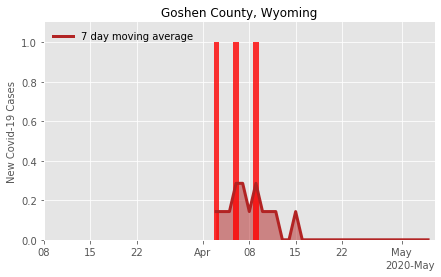 Goshen County, Wyoming
7 day moving average
New Covid-19 Cases
1.0
0.8
0.6
0.4
0.2
0.0
08 15 22 Apr 08 15 22 May
2020-May